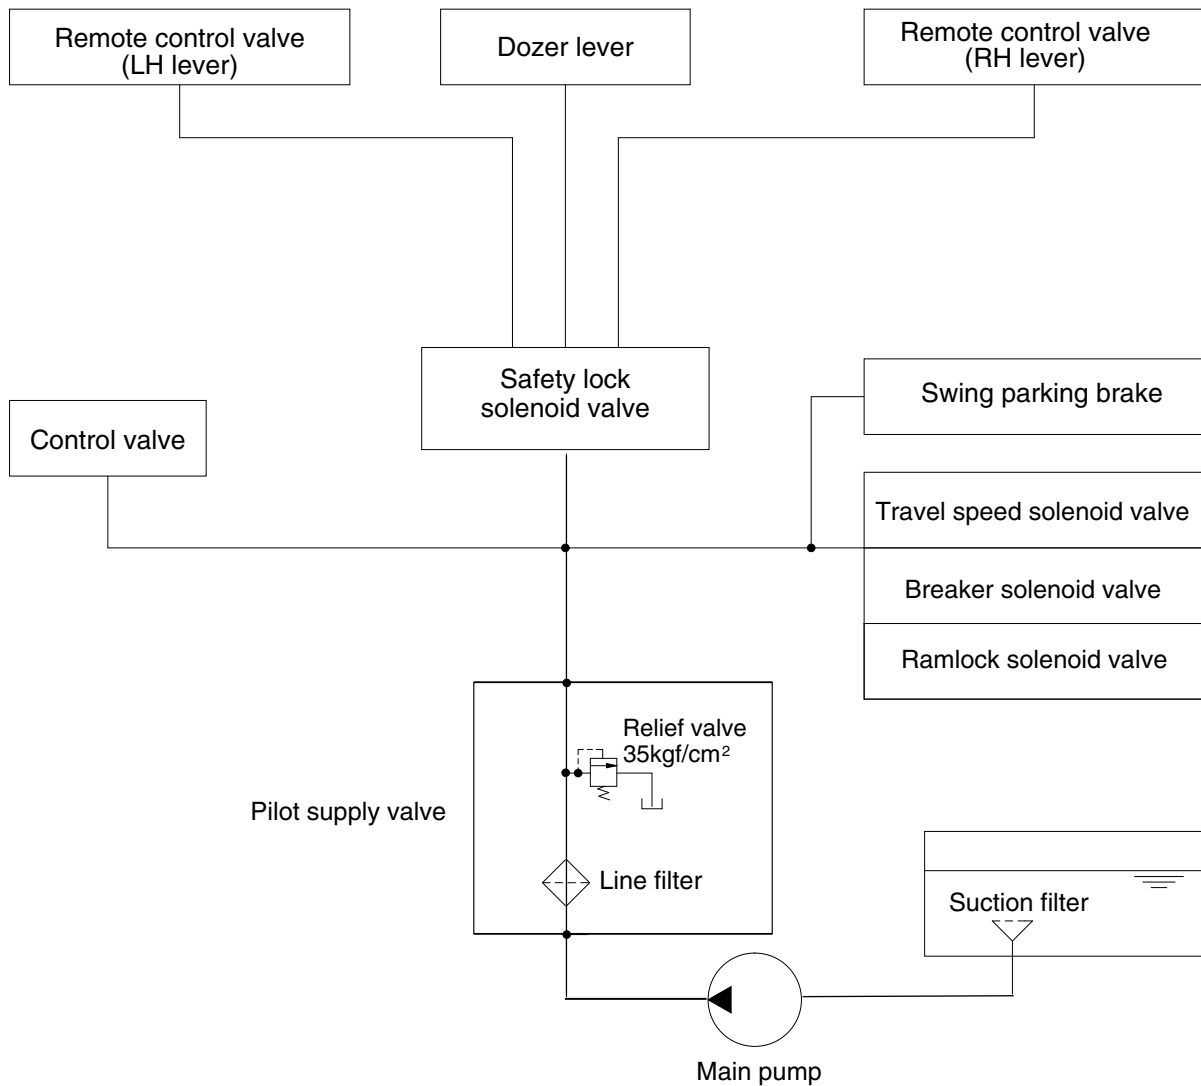 Remote control valve
(LH lever)
Dozer lever
Remote control valve
(RH lever)
Safety lock
solenoid valve
Swing parking brake
Control valve
Travel speed solenoid valve
Breaker solenoid valve
Ramlock solenoid valve
Relief valve
35kgf/cm²
Pilot supply valve
Line filter
Suction filter
Main pump